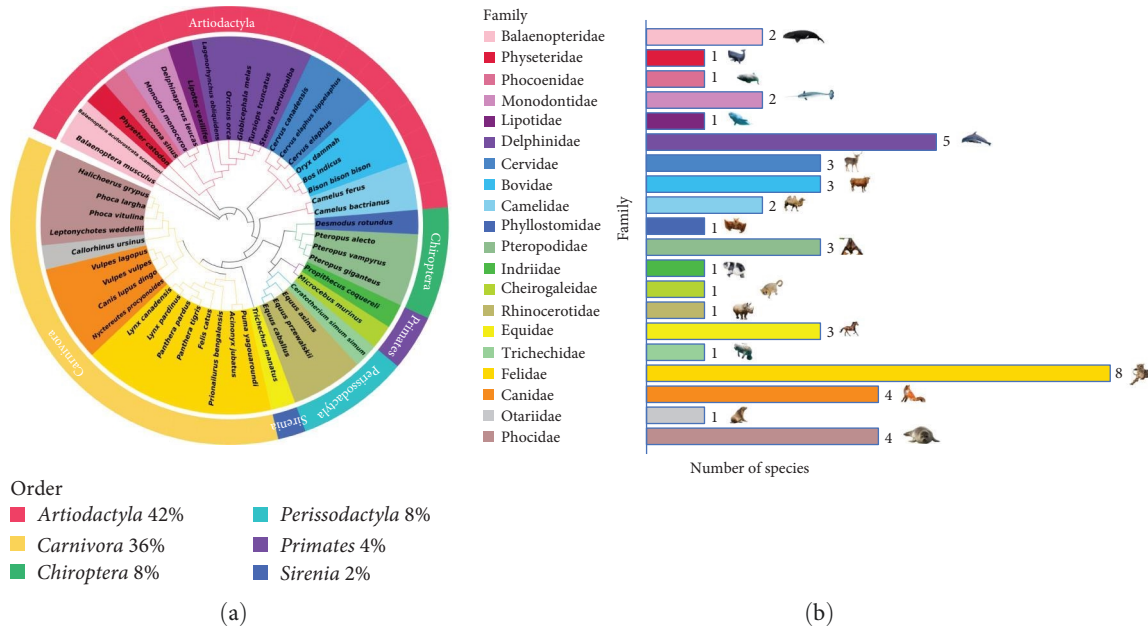 (a)
Artiodactyla
Chiroptera
Primates
Perissodactyla
Sirenia
Carnivora
Balaenoptera musculus
Balaenoptera acutorostrata scammoni
Physeter catodon
Phocoena sinus
Monodon monoceros
Delphinapterus leucas
Lipotes vexillifer
Lagenorhynchus obliquidens
Orcinus orca
Globicephala melas
Tursiops truncatus
Stenella coeruleoalba
Cervus canadensis
Cervus elaphus hippelaphus
Cervus elaphus
Oryx dammah
Bos indicus
Bison bison bison
Camelus ferus
Camelus bactrianus
Desmodus rotundus
Pteropus alecto
Pteropus vampyrus
Pteropus giganteus
Propithecus coquereli
Microcebus murinus
Ceratotherium simum simum
Equus asinus
Equus przewalskii
Equus caballus
Trichechus manatus
Puma yagouaroundi
Acinonyx jubatus
Prionailurus bengalensis
Felis catus
Panthera tigris
Panthera pardus
Lynx pardinus
Lynx canadensis
Nyctereutes procyonoides
Canis lupus dingo
Vulpes vulpes
Vulpes lagopus
Callorhinus ursinus
Leptonychotes weddellii
Phoca vitulina
Phoca largha
Halichoerus grypus
Order
Artiodactyla 42%
Carnivora 36%
Chiroptera 8%
Perissodactyla 8%
Primates 4%
Sirenia 2%
(a)
(b)
Family
Balaenopteridae
Physeteridae
Phocoenidae
Monodontidae
Lipotidae
Delphinidae
Cervidae
Bovidae
Camelidae
Phyllostomidae
Pteropodidae
Indriidae
Cheirogaleidae
Rhinocerotidae
Equidae
Trichechidae
Felidae
Canidae
Otariidae
Phocidae
Family
2
1
1
2
1
5
3
3
2
1
3
1
1
1
3
1
8
4
1
4
Number of species
(b)